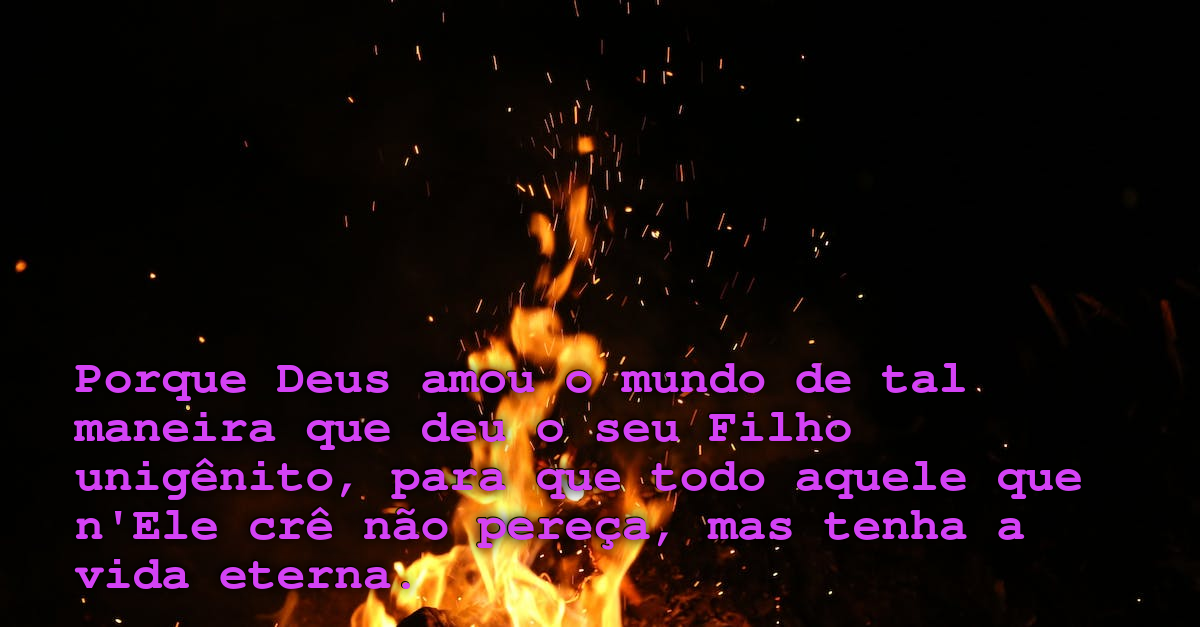 Porque Deus amou o mundo de tal
maneira que deu o seu Filho
unigênito, para que todo aquele que
n'Ele crê não pereça, mas tenha a
vida eterna.